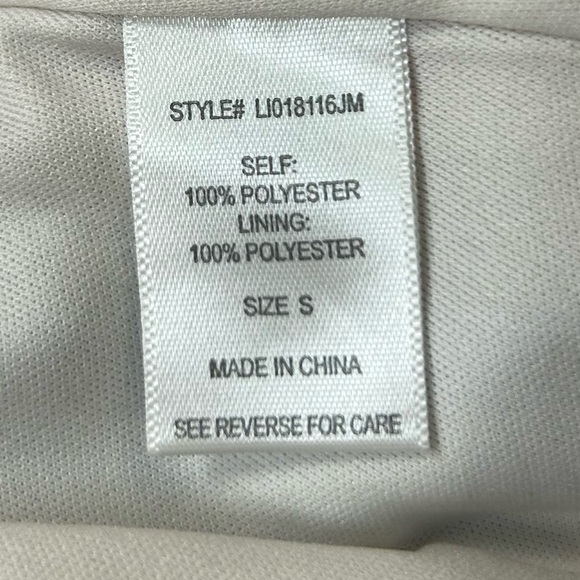 STYLE# LI018116JM
SELF:
100% POLYESTER
LINING:
100% POLYESTER
SIZE S
MADE IN CHINA
SEE REVERSE FOR CARE